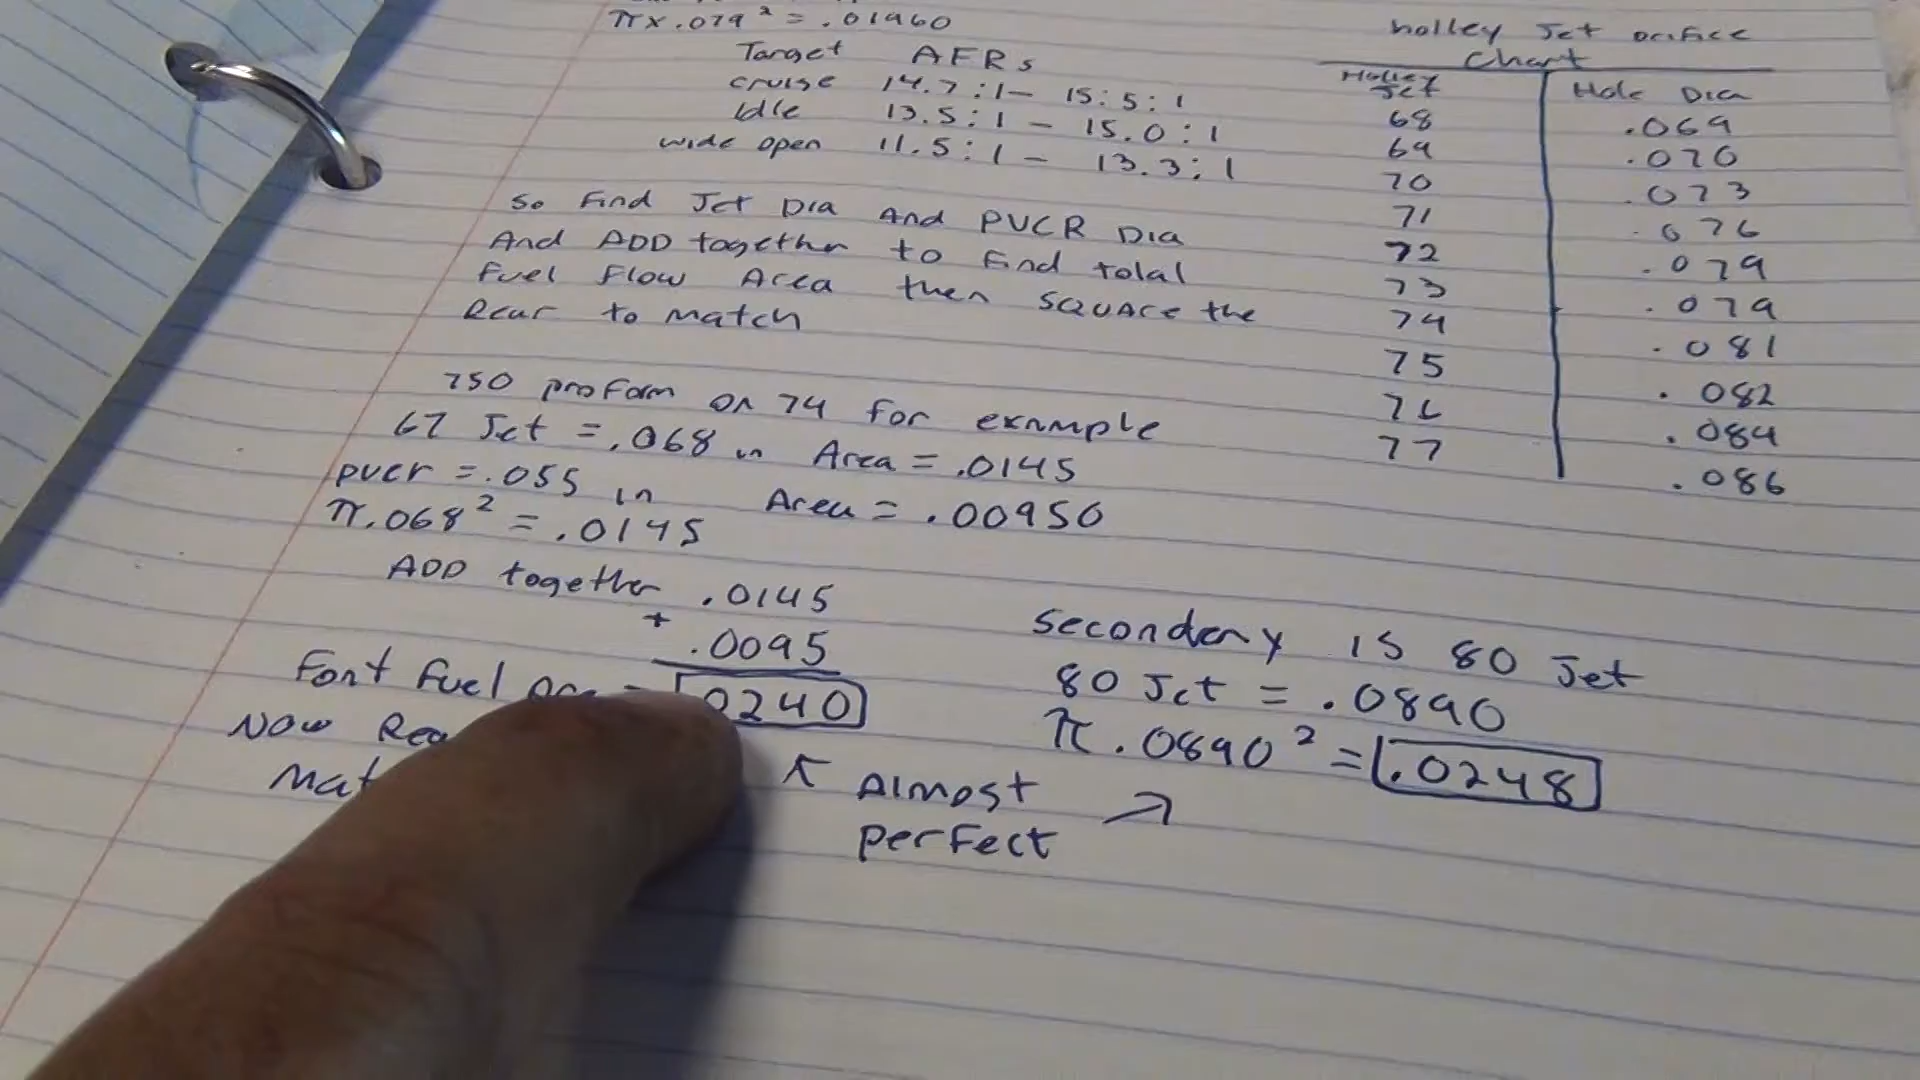 π x .079² = .01960
Target AFRs
cruise 14.7:1 - 15:5:1
Idle 13.5:1 - 15.0:1
wide open 11.5:1 - 13.3:1
So Find Jet Dia And PVCR Dia
And ADD together to Find total
Fuel Flow Area then SQUARE the
Rear to match
750 proform on 74 for example
67 Jet = .068 in Area = .0145
pvcr = .055 in Area = .00950
π.068² = .0145
ADD together .0145
+ .0095
Font Fuel = .0240
Now
Almost
perfect
Holley Jet orifice
Chart
Holley Jet Hole Dia
68 .069
69 .070
70 .073
71 .076
72 .079
73 .079
74 .081
75 .082
76 .084
77 .086
Secondary is 80 Jet
80 Jet = .0890
π.0890² = .0248